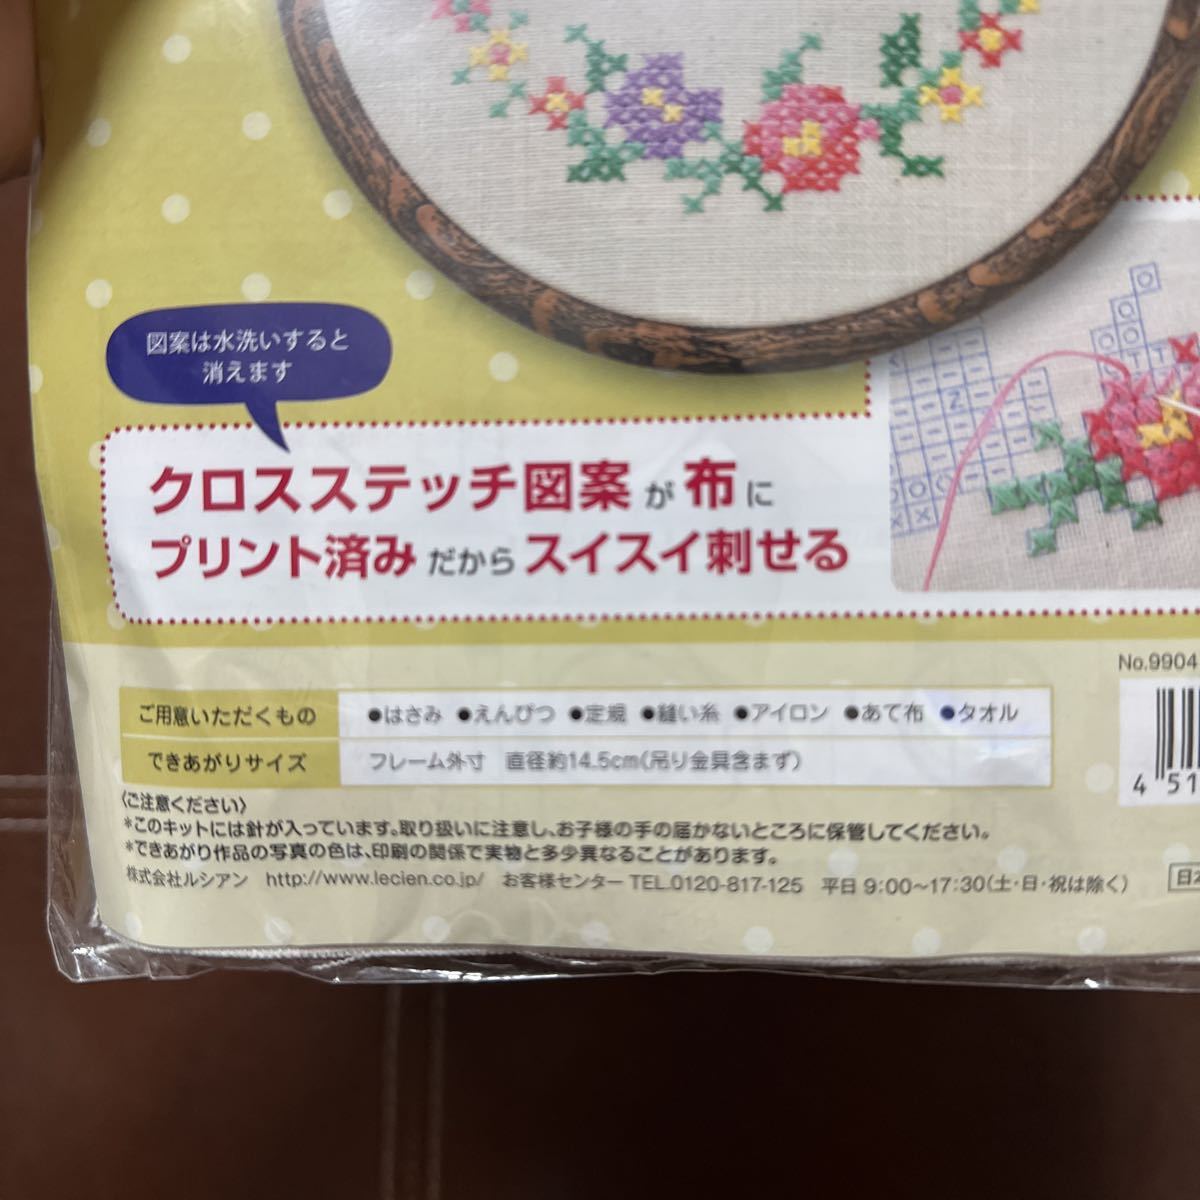 図案は水洗いすると
消えます
クロスステッチ図案が布に
プリント済みだからスイスイ刺せる
No.9904
ご用意いただくもの ●はさみ ●えんぴつ ●定規 ●縫い糸 ●アイロン ●あて布 ●タオル
できあがりサイズ フレーム外寸 直径約14.5cm(吊り金具含まず)
4 51
〈ご注意ください〉
*このキットには針が入っています。取り扱いに注意し、お子様の手の届かないところに保管してください。
*できあがり作品の写真の色は、印刷の関係で実物と多少異なることがあります。
株式会社ルシアン http://www.lecien.co.jp/ お客様センター TEL.0120-817-125 平日 9:00〜17:30(土・日・祝は除く)